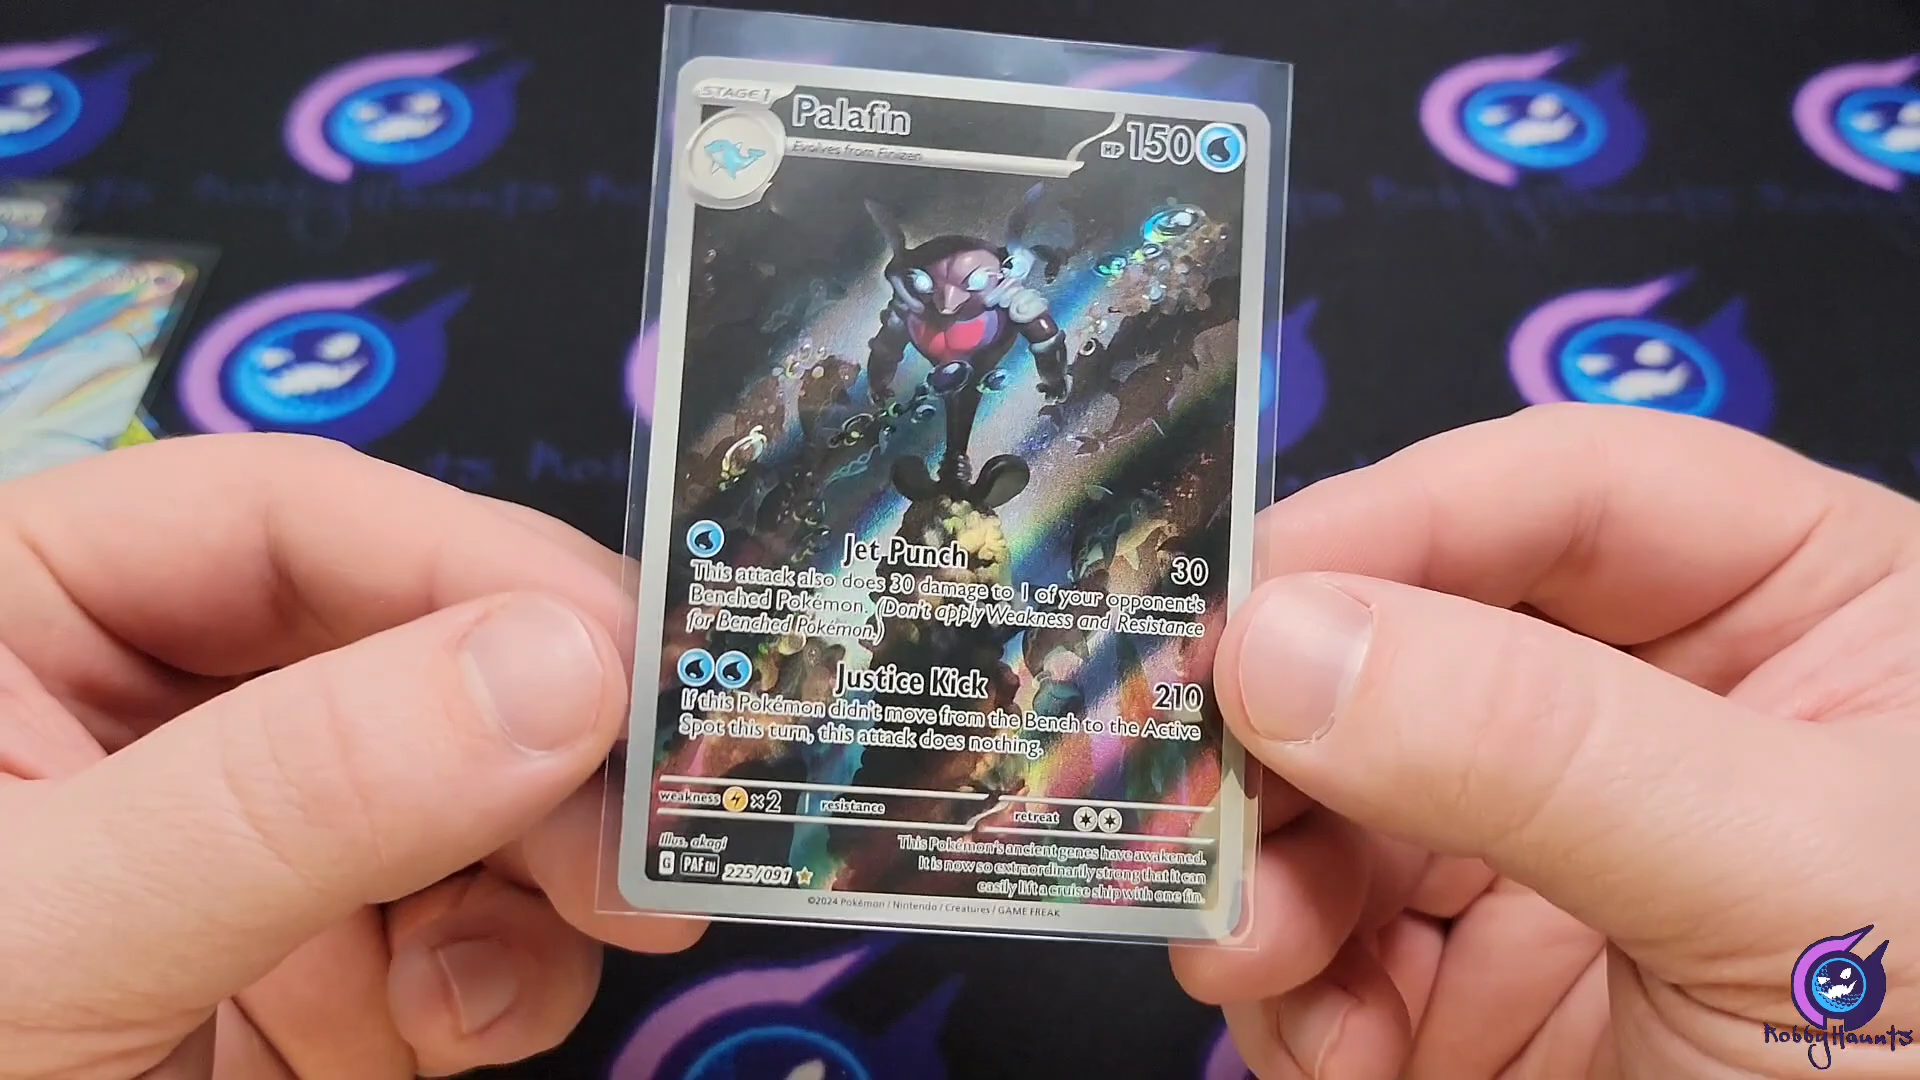 STAGE 1
Palafin
HP 150
Evolves from Finizen
Jet Punch 30
This attack also does 30 damage to 1 of your opponent's
Benched Pokémon. (Don't apply Weakness and Resistance
for Benched Pokémon.)
Justice Kick 210
If this Pokémon didn't move from the Bench to the Active
Spot this turn, this attack does nothing.
weakness ×2 resistance
retreat
Illus. akagi
G PAF EN 225/091
This Pokémon's ancient genes have awakened.
It is now so extraordinarily strong that it can
easily lift a cruise ship with one fin.
©2024 Pokémon / Nintendo / Creatures / GAME FREAK
RobbyHaunts